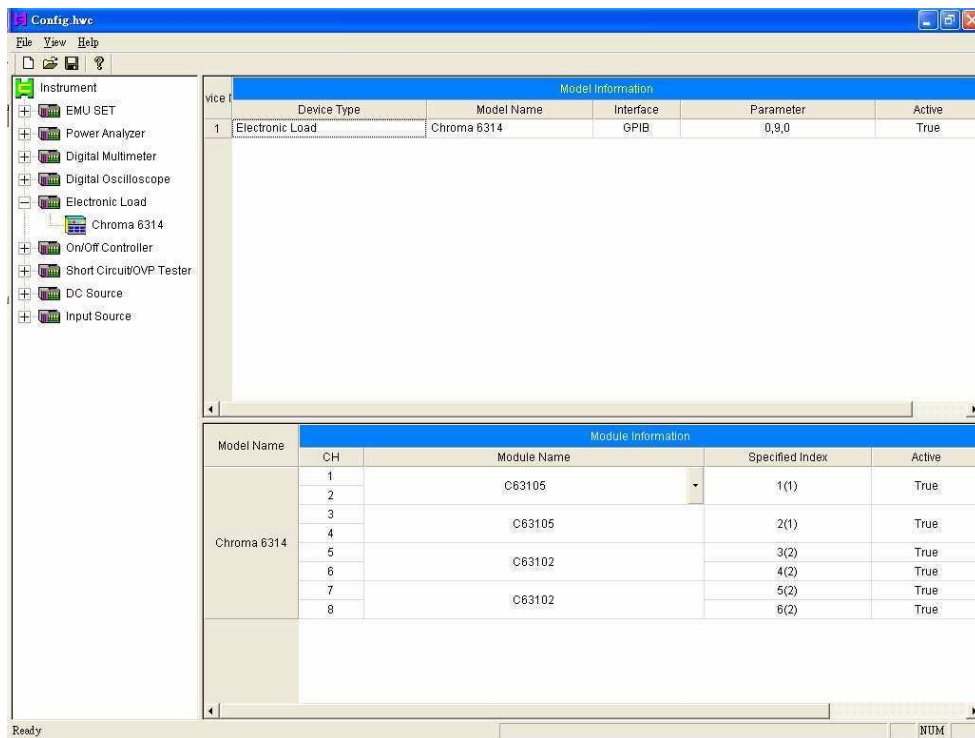 Config.hwc
File View Help
Instrument
EMU SET
Power Analyzer
Digital Multimeter
Digital Oscilloscope
Electronic Load
Chroma 6314
On/Off Controller
Short Circuit/OVP Tester
DC Source
Input Source
Model Information
Device Type Model Name Interface Parameter Active
1 Electronic Load Chroma 6314 GPIB 0,9,0 True
Module Information
Model Name
CH Module Name Specified Index Active
Chroma 6314
1
2
C63105 1(1) True
3
4
C63105 2(1) True
5
6
C63102
3(2) True
4(2) True
7
8
C63102
5(2) True
6(2) True
Ready NUM